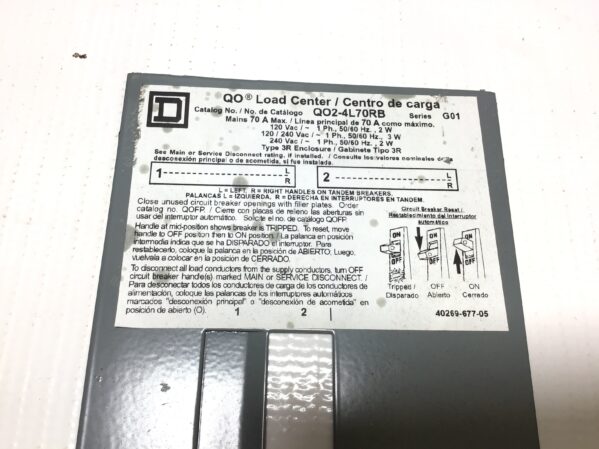 QO® Load Center / Centro de carga
Catalog No. / No. de Catálogo QO2-4L70RB Series G01
Mains 70 A Max. / Línea principal de 70 A como máximo.
120 Vac / ~ 1 Ph., 50/60 Hz., 2 W
120 / 240 Vac / ~ 1 Ph., 50/60 Hz., 3 W
240 Vac / ~ 1 Ph., 50/60 Hz., 2 W
Type 3R Enclosure / Gabinete Tipo 3R
See Main or Service Disconnect rating, if installed. / Consulte los valores nominales de
desconexión principal o de acometida, si fue instalada.
1 L R
2 L R
L = LEFT, R = RIGHT HANDLES ON TANDEM BREAKERS.
PALANCAS L = IZQUIERDA, R = DERECHA EN INTERRUPTORES EN TANDEM.
Close unused circuit breaker openings with filler plates. Order
catalog no. QOFP. / Cierre con placas de relleno las aberturas sin
usar del interruptor automático. Solicite el no. de catálogo QOFP.
Handle at mid-position shows breaker is TRIPPED. To reset, move
handle to OFF position then to ON position. / La palanca en posición
intermedia indica que se ha DISPARADO el interruptor. Para
restablecerlo, coloque la palanca en la posición de ABIERTO; Luego,
vuelvala a colocar en la posición de CERRADO.
To disconnect all load conductors from the supply conductors, turn OFF
circuit breaker handle(s) marked MAIN or SERVICE DISCONNECT. /
Para desconectar todos los conductores de carga de los conductores de
alimentación, coloque las palancas de los interruptores automáticos
marcados "desconexión principal" o "desconexión de acometida" en
posición de abierto (O).
1 2
Circuit Breaker Reset /
Restablecimiento del interruptor
automático
ON OFF
ON OFF
ON OFF
Tripped / Disparado
OFF Abierto
ON Cerrado
40269-677-05